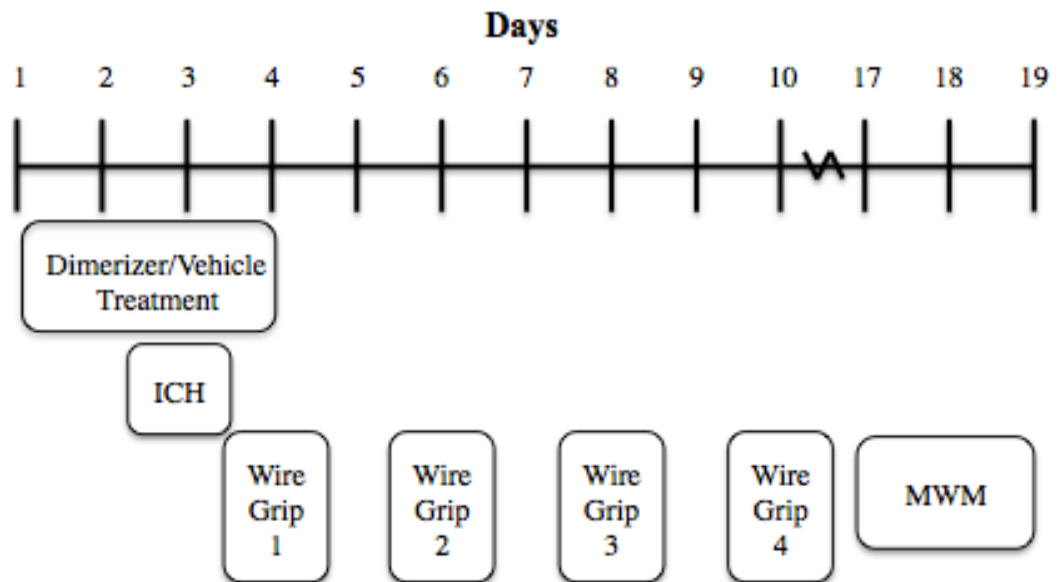 Days
1 2 3 4 5 6 7 8 9 10 17 18 19
Dimerizer/Vehicle
Treatment
ICH
Wire
Grip
1
Wire
Grip
2
Wire
Grip
3
Wire
Grip
4
MWM